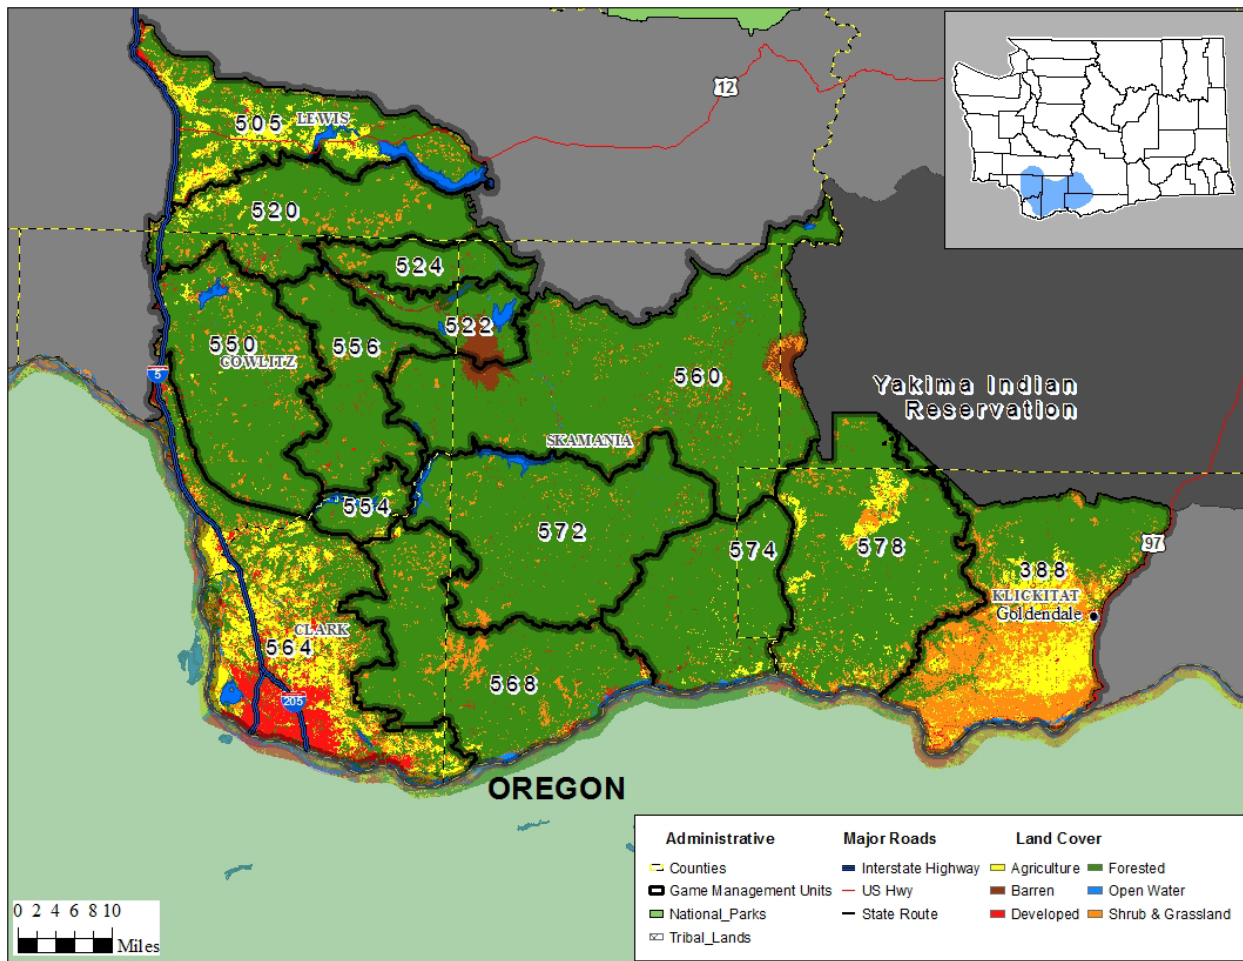 12
505
LEWIS
520
524
522
550
COWLITZ
556
560
5
Yakima Indian
Reservation
SKAMANIA
554
572
574
578
97
388
KLICKITAT
Goldendale
CLARK
564
568
205
OREGON
Administrative
Counties
Game Management Units
National_Parks
Tribal_Lands
Major Roads
Interstate Highway
US Hwy
State Route
Land Cover
Agriculture
Barren
Developed
Forested
Open Water
Shrub & Grassland
0 2 4 6 8 10
Miles